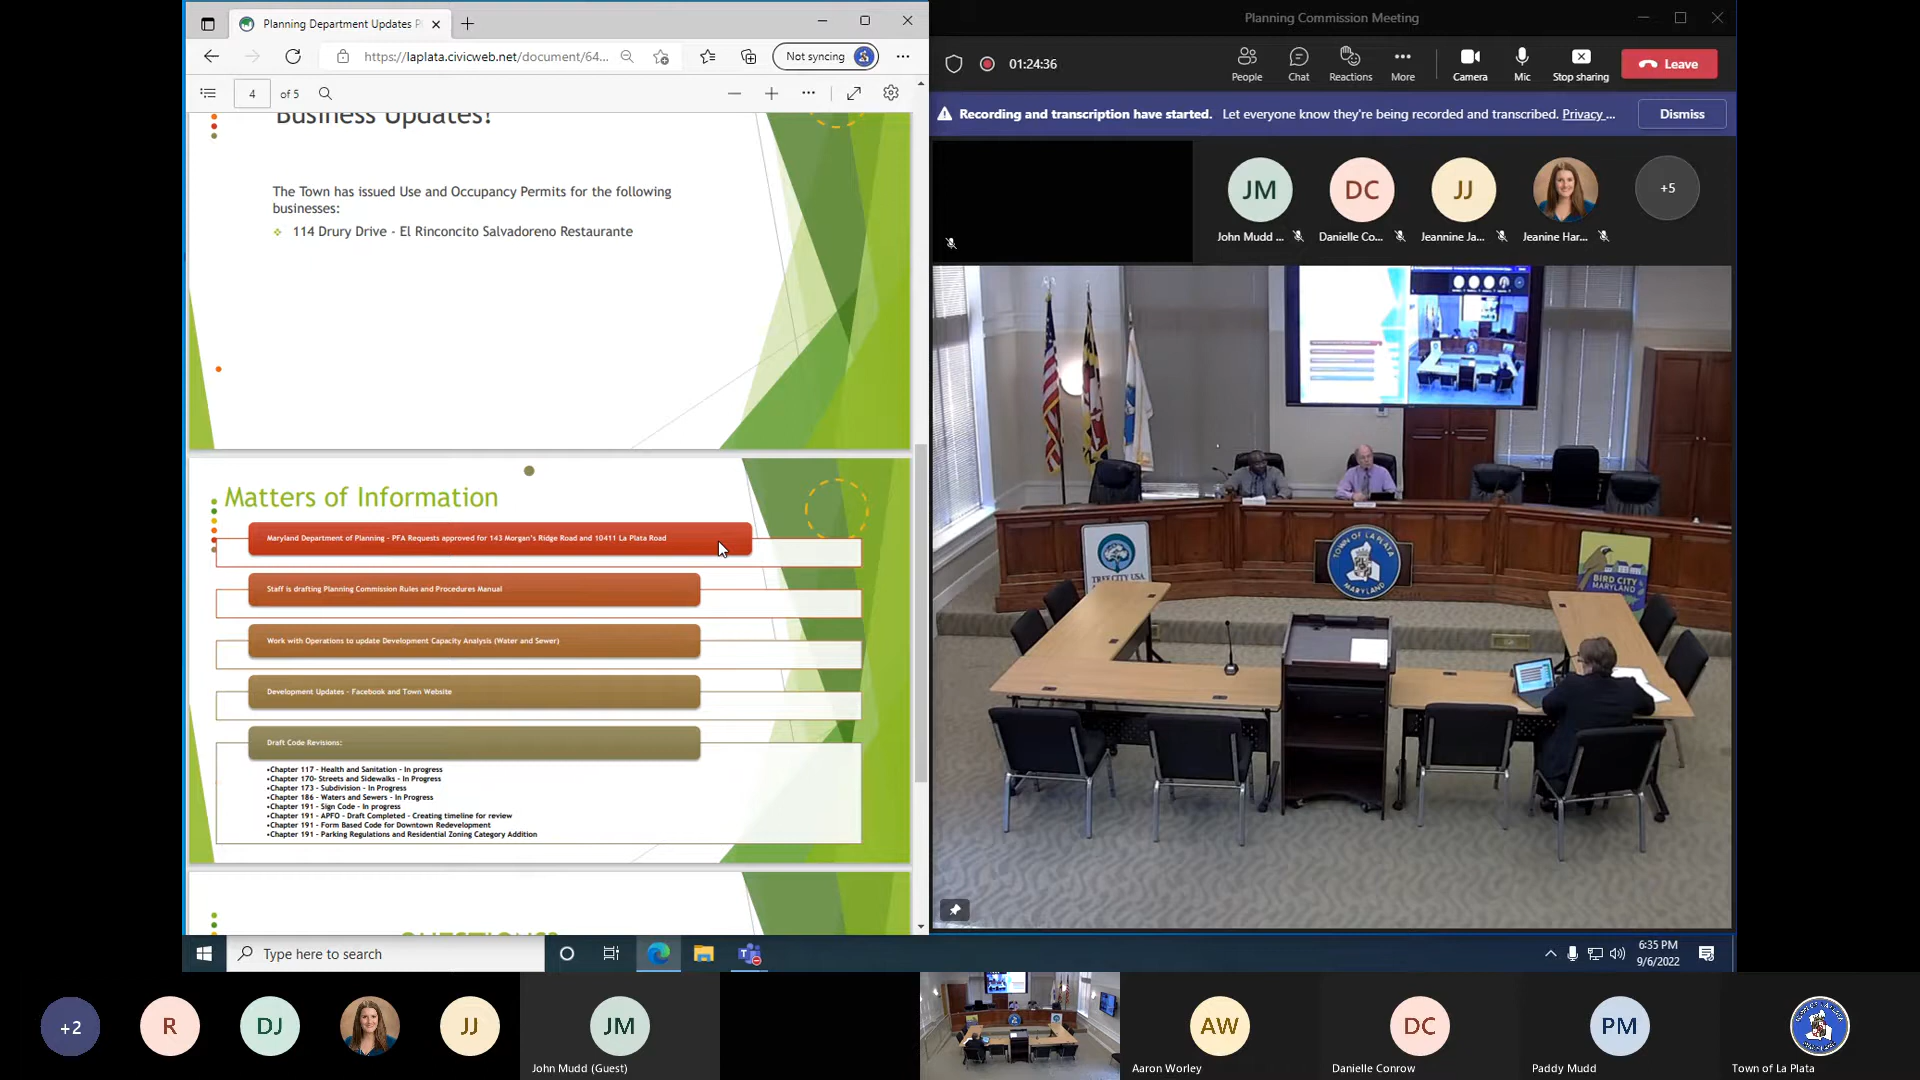 Planning Department Updates P
https://laplata.civicweb.net/document/64...
Not syncing
4
of 5
Business Updates!
The Town has issued Use and Occupancy Permits for the following
businesses:
114 Drury Drive - El Rinconcito Salvadoreno Restaurante
Matters of Information
Maryland Department of Planning - PFA Requests approved for 143 Morgan's Ridge Road and 10411 La Plata Road
Staff is drafting Planning Commission Rules and Procedures Manual
Work with Operations to update Development Capacity Analysis (Water and Sewer)
Development Updates - Facebook and Town Website
Draft Code Revisions:
•Chapter 117 - Health and Sanitation - In progress
•Chapter 170- Streets and Sidewalks - In Progress
•Chapter 173 - Subdivision - In Progress
•Chapter 186 - Waters and Sewers - In Progress
•Chapter 191 - Sign Code - In progress
•Chapter 191 - APFO - Draft Completed - Creating timeline for review
•Chapter 191 - Form Based Code for Downtown Redevelopment
•Chapter 191 - Parking Regulations and Residential Zoning Category Addition
Type here to search
Planning Commission Meeting
01:24:36
People
Chat
Reactions
More
Camera
Mic
Stop sharing
Leave
Recording and transcription have started. Let everyone know they're being recorded and transcribed. Privacy ...
Dismiss
JM
DC
JJ
+5
John Mudd ...
Danielle Co...
Jeannine Ja...
Jeanine Har...
TREE CITY USA
TOWN OF LA PLATA
MARYLAND
BIRD CITY
MARYLAND
6:35 PM
9/6/2022
+2
R
DJ
JJ
JM
AW
DC
PM
John Mudd (Guest)
Aaron Worley
Danielle Conrow
Paddy Mudd
Town of La Plata